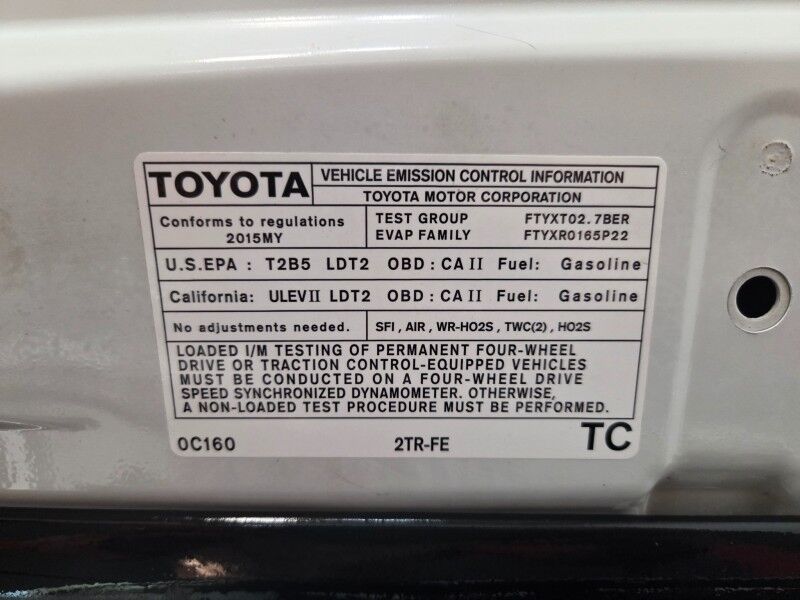 TOYOTA
VEHICLE EMISSION CONTROL INFORMATION
TOYOTA MOTOR CORPORATION
Conforms to regulations
2015MY
TEST GROUP FTYXT02.7BER
EVAP FAMILY FTYXR0165P22
U.S.EPA : T2B5 LDT2 OBD : CA II Fuel: Gasoline
California: ULEV II LDT2 OBD : CA II Fuel: Gasoline
No adjustments needed.
SFI , AIR , WR-HO2S , TWC(2) , HO2S
LOADED I/M TESTING OF PERMANENT FOUR-WHEEL
DRIVE OR TRACTION CONTROL-EQUIPPED VEHICLES
MUST BE CONDUCTED ON A FOUR-WHEEL DRIVE
SPEED SYNCHRONIZED DYNAMOMETER. OTHERWISE,
A NON-LOADED TEST PROCEDURE MUST BE PERFORMED.
0C160 2TR-FE TC